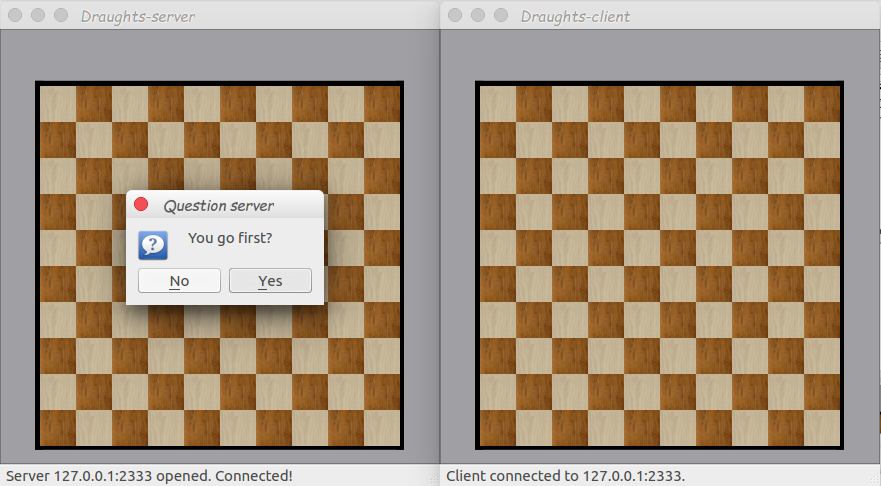 Draughts-server
Draughts-client
Question server
You go first?
No
Yes
Server 127.0.0.1:2333 opened. Connected!
Client connected to 127.0.0.1:2333.